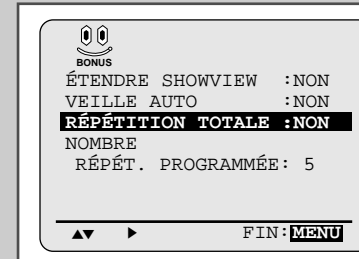 BONUS
ÉTENDRE SHOWVIEW :NON
VEILLE AUTO :NON
RÉPÉTITION TOTALE :NON
NOMBRE
RÉPÉT. PROGRAMMÉE: 5
▲▼ ► FIN:MENU